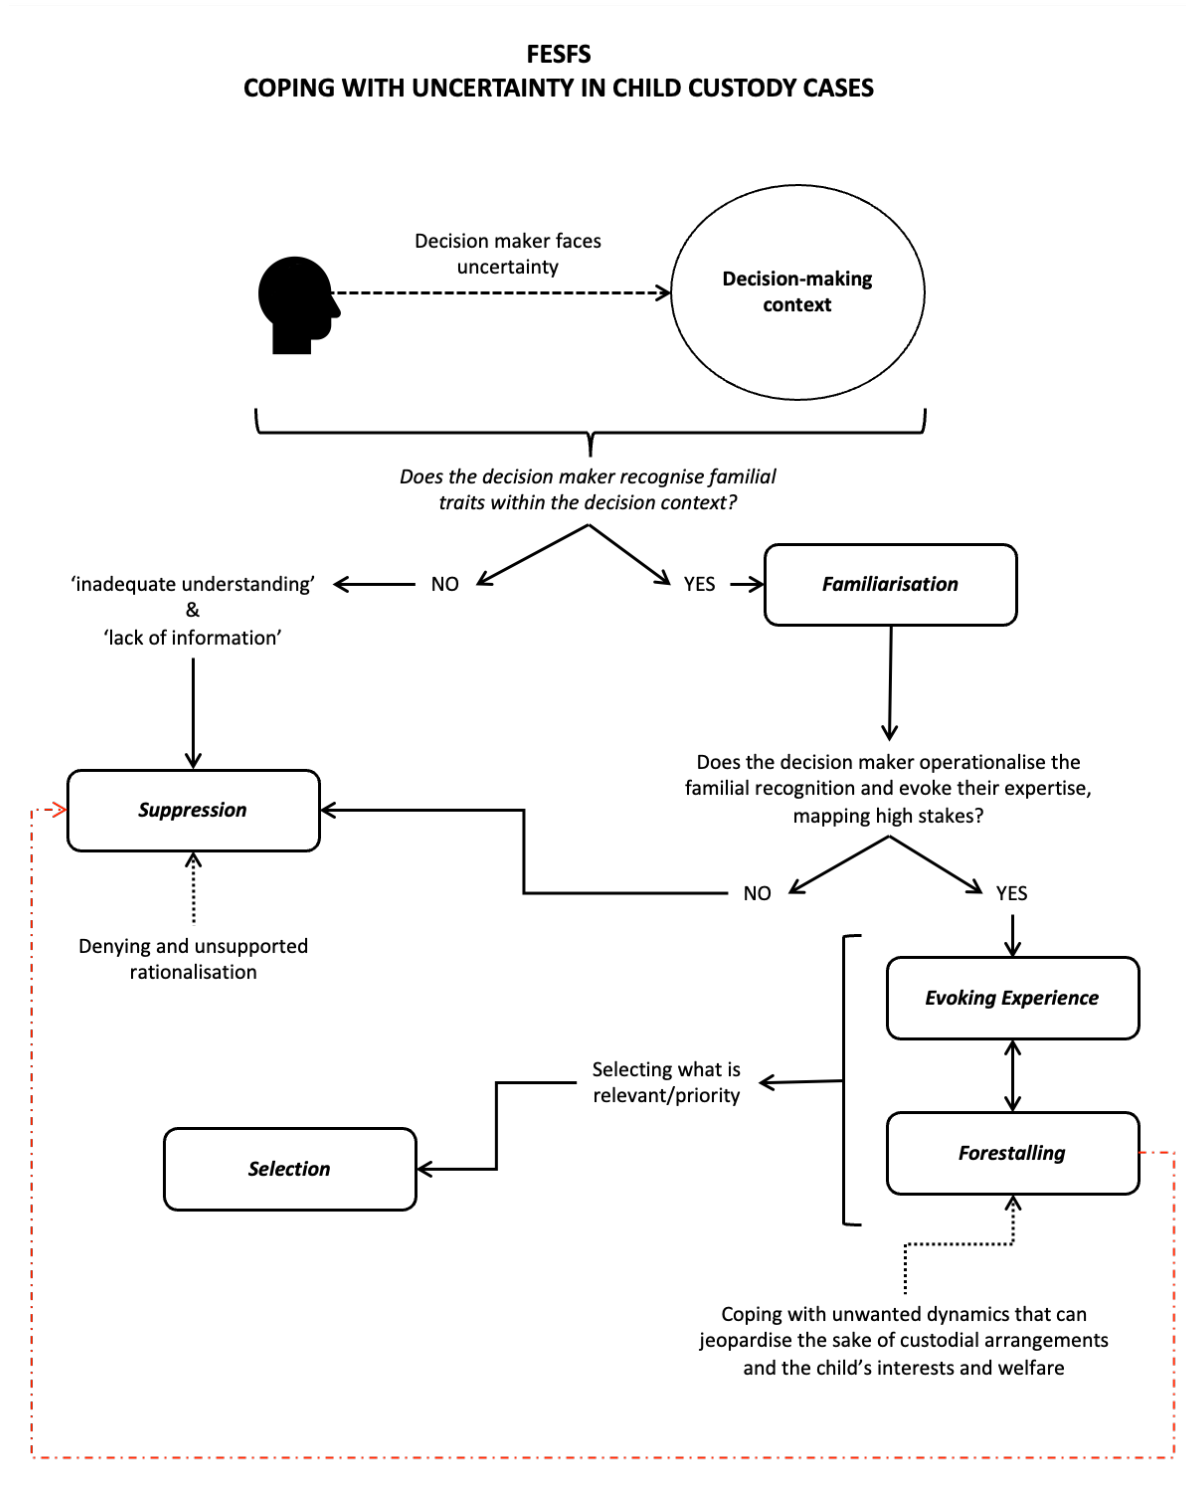 FESFS
COPING WITH UNCERTAINTY IN CHILD CUSTODY CASES
Decision maker faces
uncertainty
Decision-making
context
Does the decision maker recognise familial
traits within the decision context?
‘inadequate understanding’
&
‘lack of information’
NO
YES
Familiarisation
Does the decision maker operationalise the
familial recognition and evoke their expertise,
mapping high stakes?
Suppression
NO
YES
Denying and unsupported
rationalisation
Evoking Experience
Selecting what is
relevant/priority
Forestalling
Selection
Coping with unwanted dynamics that can
jeopardise the sake of custodial arrangements
and the child’s interests and welfare